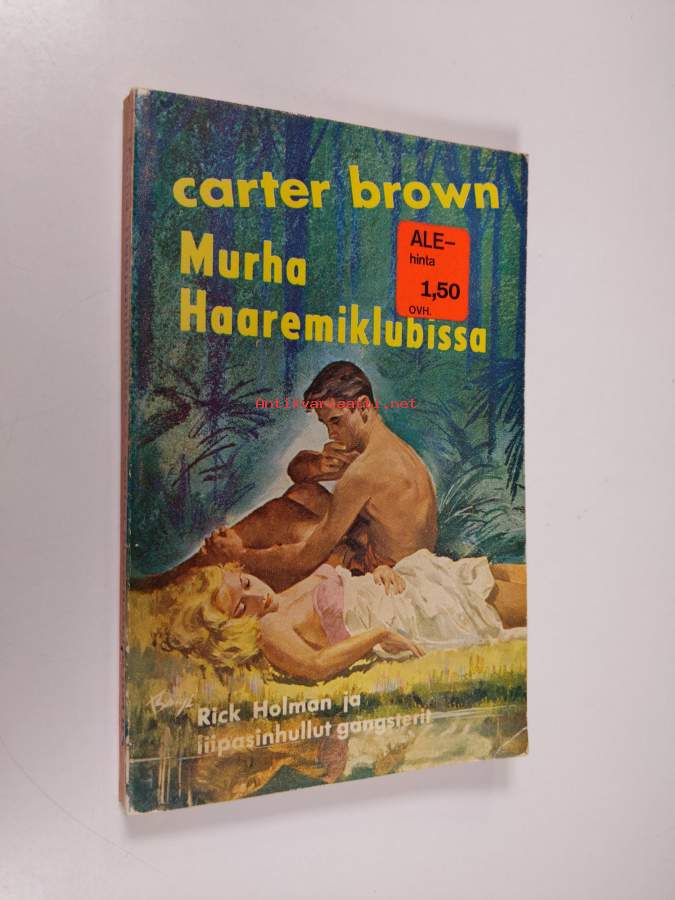 carter brown
Murha
Haaremiklubissa
ALE-
hinta
1,50
OVH.
Antikvariaatti.net
Rick Holman ja
liipasinhullut gangsterit